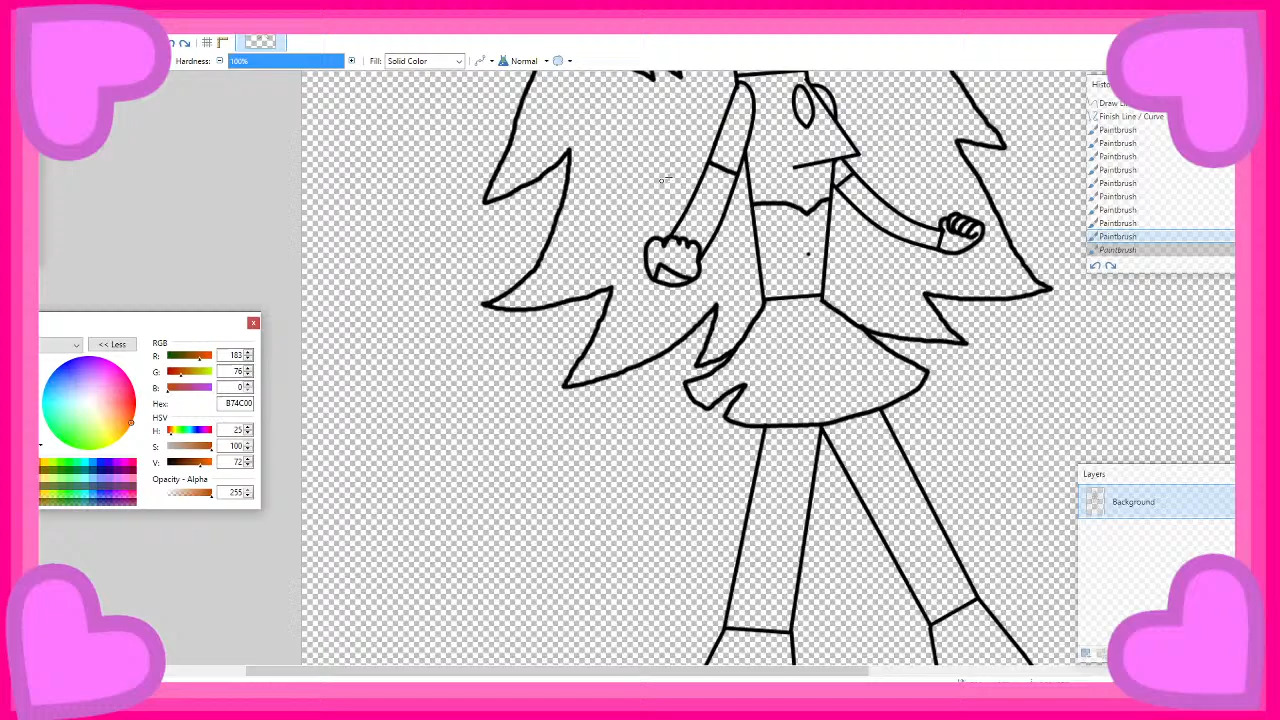 Hardness: 100% Fill: Solid Color Normal
Draw
Finish Line / Curve
Paintbrush
Paintbrush
Paintbrush
Paintbrush
Paintbrush
Paintbrush
Paintbrush
Paintbrush
Paintbrush
Paintbrush
<< Less
RGB
R: 183
G: 76
B: 0
Hex: B74C00
HSV
H: 25
S: 100
V: 72
Opacity - Alpha
255
Layers
Background